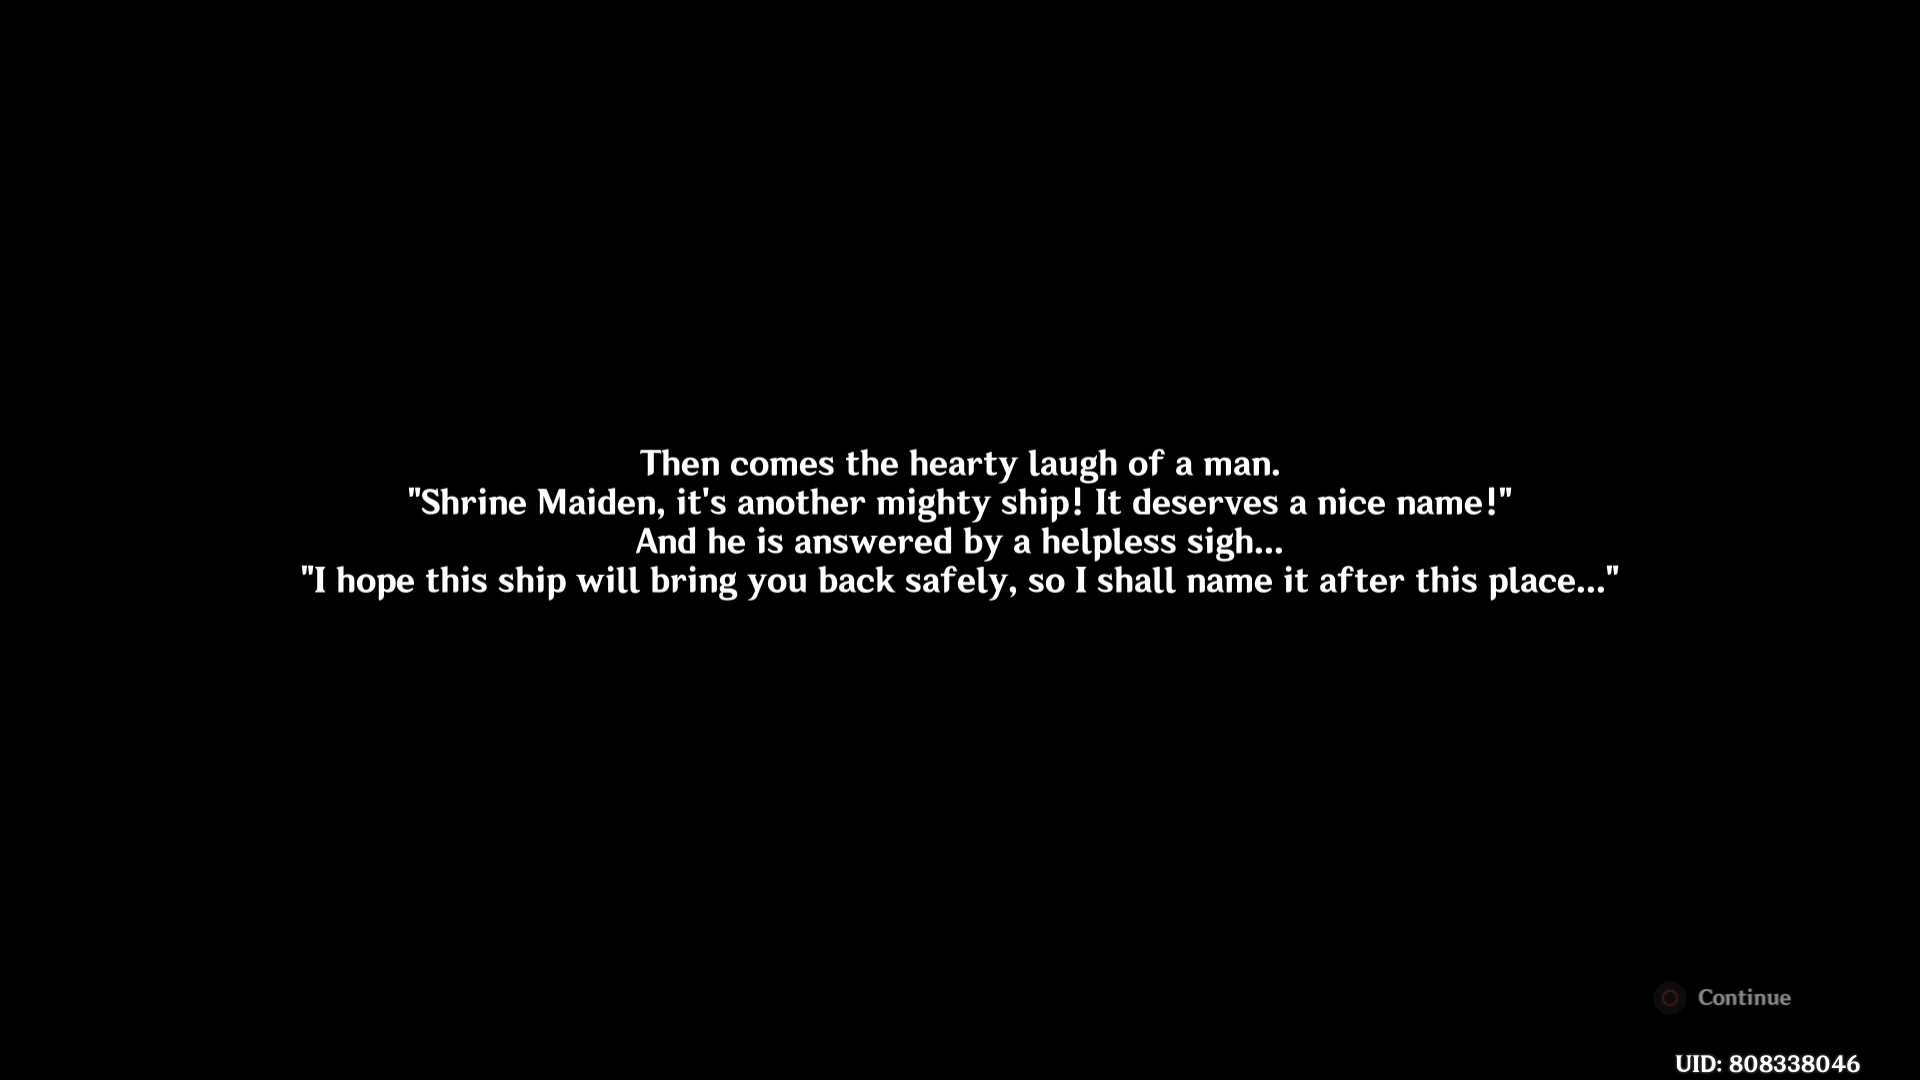 Then comes the hearty laugh of a man.
"Shrine Maiden, it's another mighty ship! It deserves a nice name!"
And he is answered by a helpless sigh...
"I hope this ship will bring you back safely, so I shall name it after this place..."
Continue
UID: 808338046